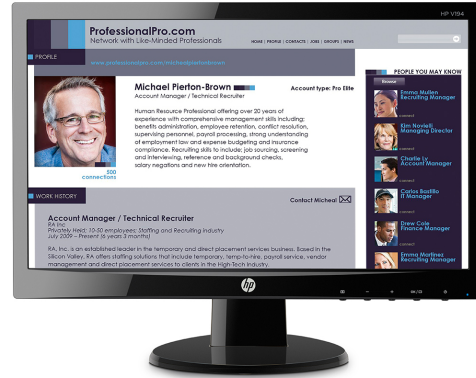 HP V194
ProfessionalPro.com
Network with Like-Minded Professionals
HOME | PROFILE | CONTACTS | JOBS | GROUPS | NEWS
PROFILE
www.professionalpro.com/michaelpiertonbrown
PEOPLE YOU MAY KNOW
Browse
Michael Pierton-Brown
Account type: Pro Elite
Account Manager / Technical Recruiter
Human Resource Professional offering over 20 years of
experience with comprehensive management skills including;
benefits administration, employee retention, conflict resolution,
supervising personnel, payroll processing, strong understanding
of employment law and expense budgeting and insurance
compliance. Recruiting skills to include: job sourcing, screening
and interviewing, reference and background checks,
salary negations and new hire orientation.
500
connections
Emma Mullen
Recruiting Manager
connect
Kim Novielli
Managing Director
connect
Charlie Ly
Account Manager
connect
Carlos Bastillo
IT Manager
connect
Drew Cole
Finance Manager
connect
Emma Martinez
Recruiting Manager
connect
WORK HISTORY
Contact Micheal
Account Manager / Technical Recruiter
RA Inc
Privately Held; 10-50 employees; Staffing and Recruiting Industry
July 2009 – Present (6 years 3 months)
RA, Inc. is an established leader in the temporary and direct placement services business. Based in the
Silicon Valley, RA offers staffing solutions that include temporary, temp-to-hire, payroll service, vendor
management and direct placement services to clients in the High-Tech industry.
hp